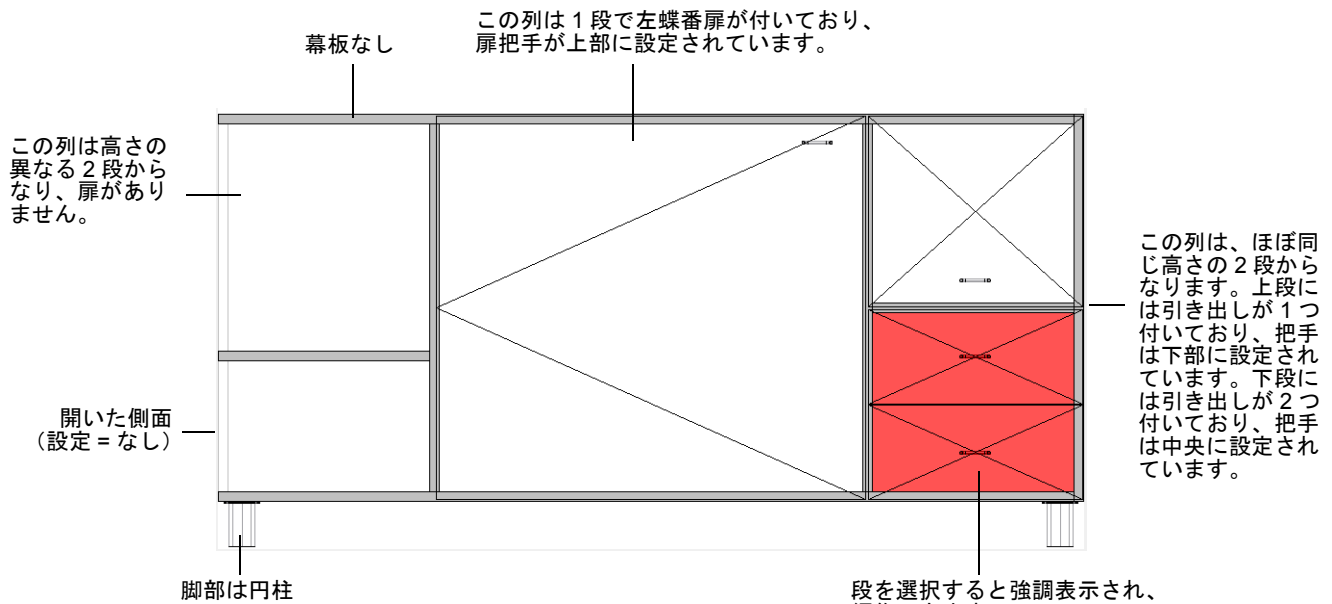 この列は１段で左蝶番扉が付いており、
扉把手が上部に設定されています。
幕板なし
この列は高さの
異なる２段から
なり、扉があり
ません。
この列は、ほぼ同
じ高さの２段から
なります。上段に
は引き出しが１つ
付いており、把手
は下部に設定され
ています。下段に
は引き出しが２つ
付いており、把手
は中央に設定され
ています。
開いた側面
（設定 = なし）
脚部は円柱
段を選択すると強調表示され、